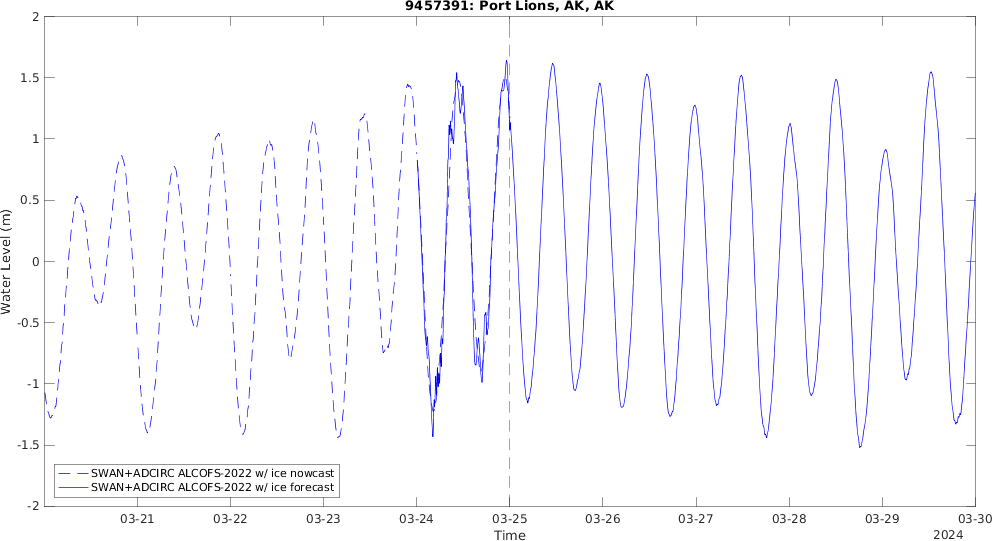 9457391: Port Lions, AK, AK
Water Level (m)
2
1.5
1
0.5
0
-0.5
-1
-1.5
-2
SWAN+ADCIRC ALCOFS-2022 w/ ice nowcast
SWAN+ADCIRC ALCOFS-2022 w/ ice forecast
03-21 03-22 03-23 03-24 03-25 03-26 03-27 03-28 03-29 03-30
Time
2024